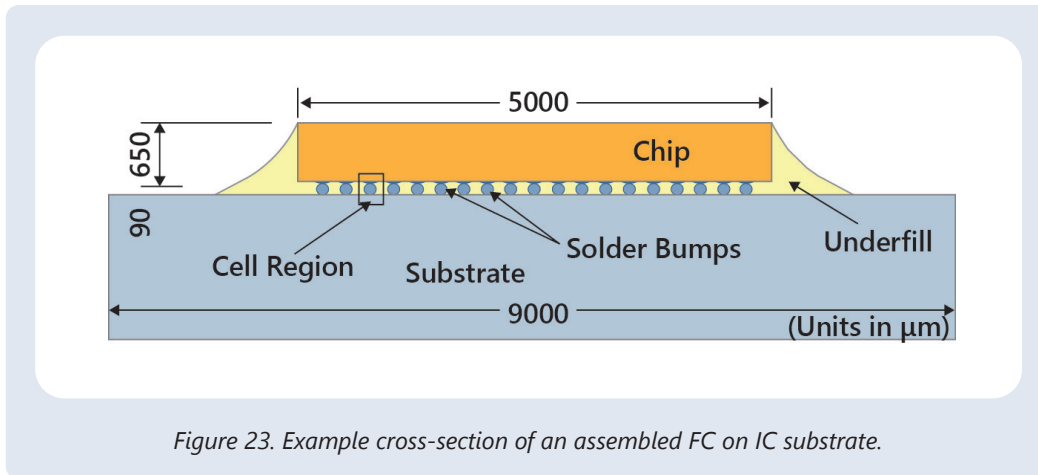 5000
650
Chip
90
Cell Region
Substrate
Solder Bumps
Underfill
9000
(Units in μm)
Figure 23. Example cross-section of an assembled FC on IC substrate.